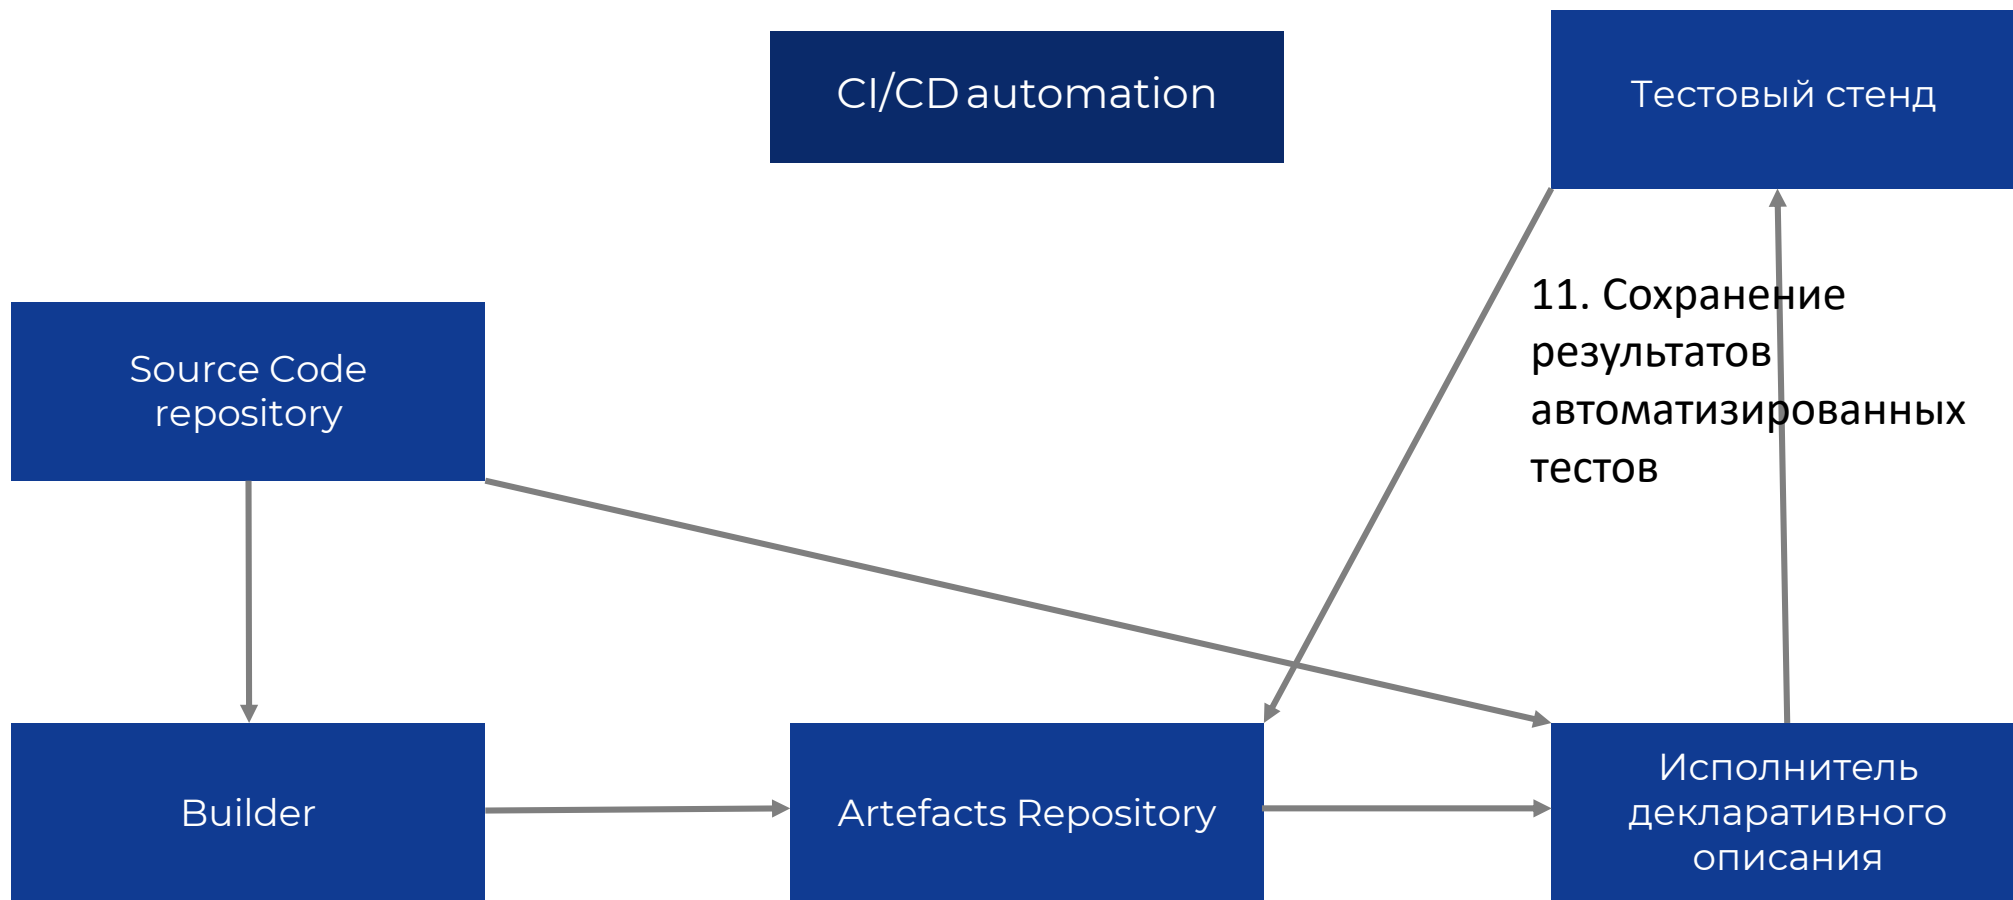 CI/CD automation
Тестовый стенд
11. Сохранение
результатов
автоматизированных
тестов
Source Code
repository
Builder
Artefacts Repository
Исполнитель
декларативного
описания